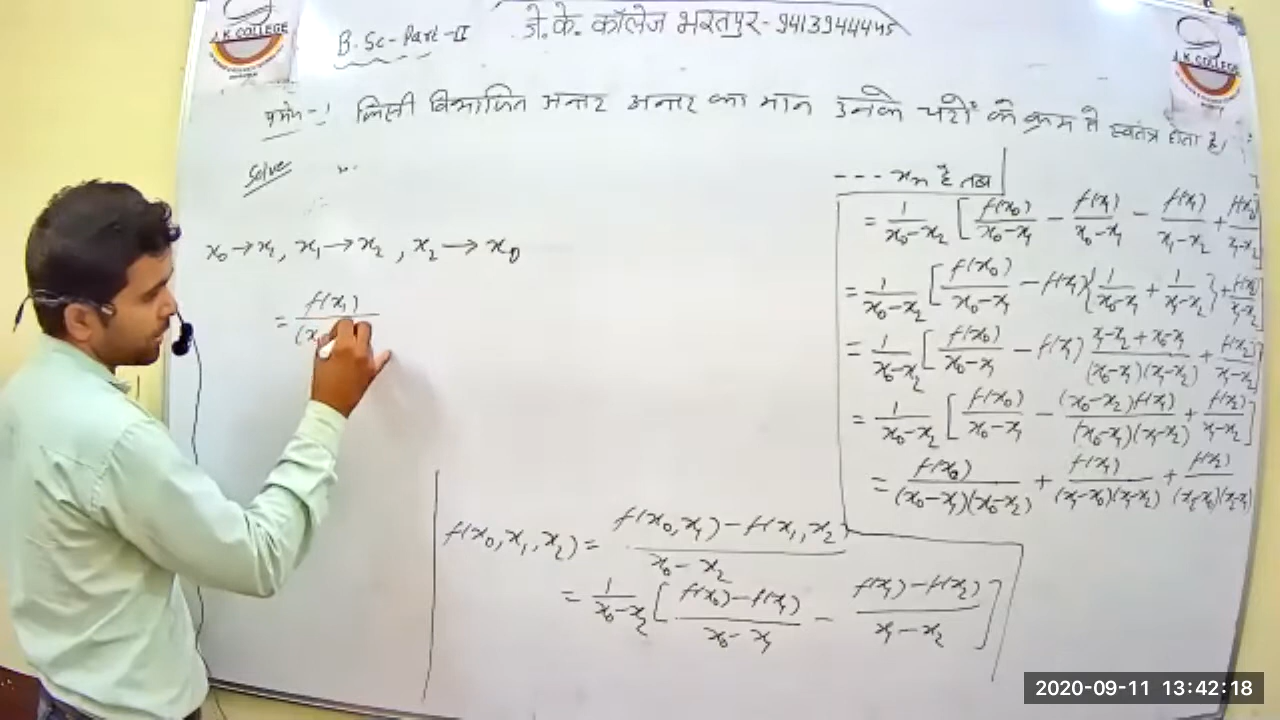 J.K COLLEGE
B.Sc-Part-II
जे.के. कॉलेज भरतपुर-9413944445
J.K COLLEGE
प्रमेय-1 किसी विभाजित अन्तर अन्तर का मान उनके चरों के क्रम से स्वतंत्र होता है।
Solve
--- xₙ है तब
= 1/(x₀-x₂) [f(x₀)/(x₀-x₁) - f(x₁)/(x₀-x₁) - f(x₁)/(x₁-x₂) + f(x₂)/(x₁-x₂)]
x₀→x₁, x₁→x₂, x₂→x₀
= 1/(x₀-x₂) [f(x₀)/(x₀-x₁) - f(x₁){1/(x₀-x₁) + 1/(x₁-x₂)} + f(x₂)/(x₁-x₂)]
= f(x₁)/(x
= 1/(x₀-x₂) [f(x₀)/(x₀-x₁) - f(x₁) (x₁-x₂+x₀-x₁)/((x₀-x₁)(x₁-x₂)) + f(x₂)/(x₁-x₂)]
= 1/(x₀-x₂) [f(x₀)/(x₀-x₁) - (x₀-x₂)f(x₁)/((x₀-x₁)(x₁-x₂)) + f(x₂)/(x₁-x₂)]
= f(x₀)/((x₀-x₁)(x₀-x₂)) + f(x₁)/((x₁-x₀)(x₁-x₂)) + f(x₂)/((x₂-x₀)(x₂-x₁))
f(x₀,x₁,x₂) = (f(x₀,x₁)-f(x₁,x₂))/(x₀-x₂)
= 1/(x₀-x₂) [(f(x₀)-f(x₁))/(x₀-x₁) - (f(x₁)-f(x₂))/(x₁-x₂)]
2020-09-11 13:42:18